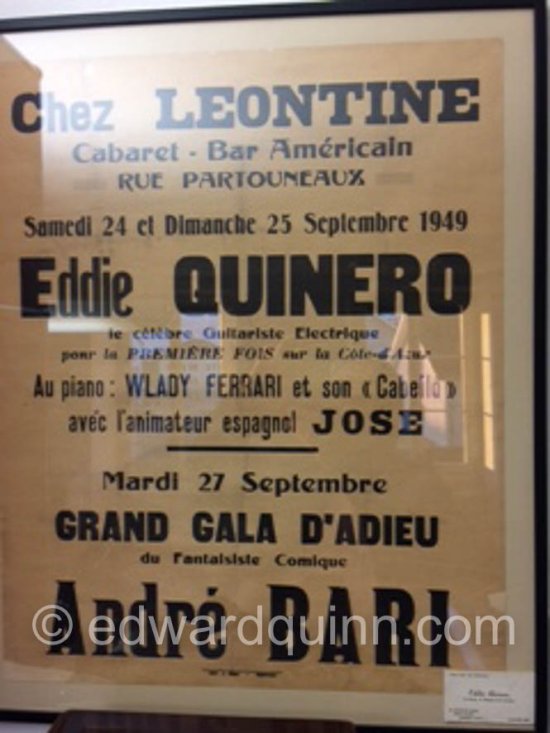 Chez LEONTINE
Cabaret - Bar Américain
RUE PARTOUNEAUX
Samedi 24 et Dimanche 25 Septembre 1949
Eddie QUINERO
le célèbre Guitariste Electrique
pour la PREMIÈRE FOIS sur la Côte-d'Azur
Au piano : WLADY FERRARI et son « Cabello »
avéc l'animateur espagnol JOSE
Mardi 27 Septembre
GRAND GALA D'ADIEU
du Fantaisiste Comique
André DARI
© edwardquinn.com